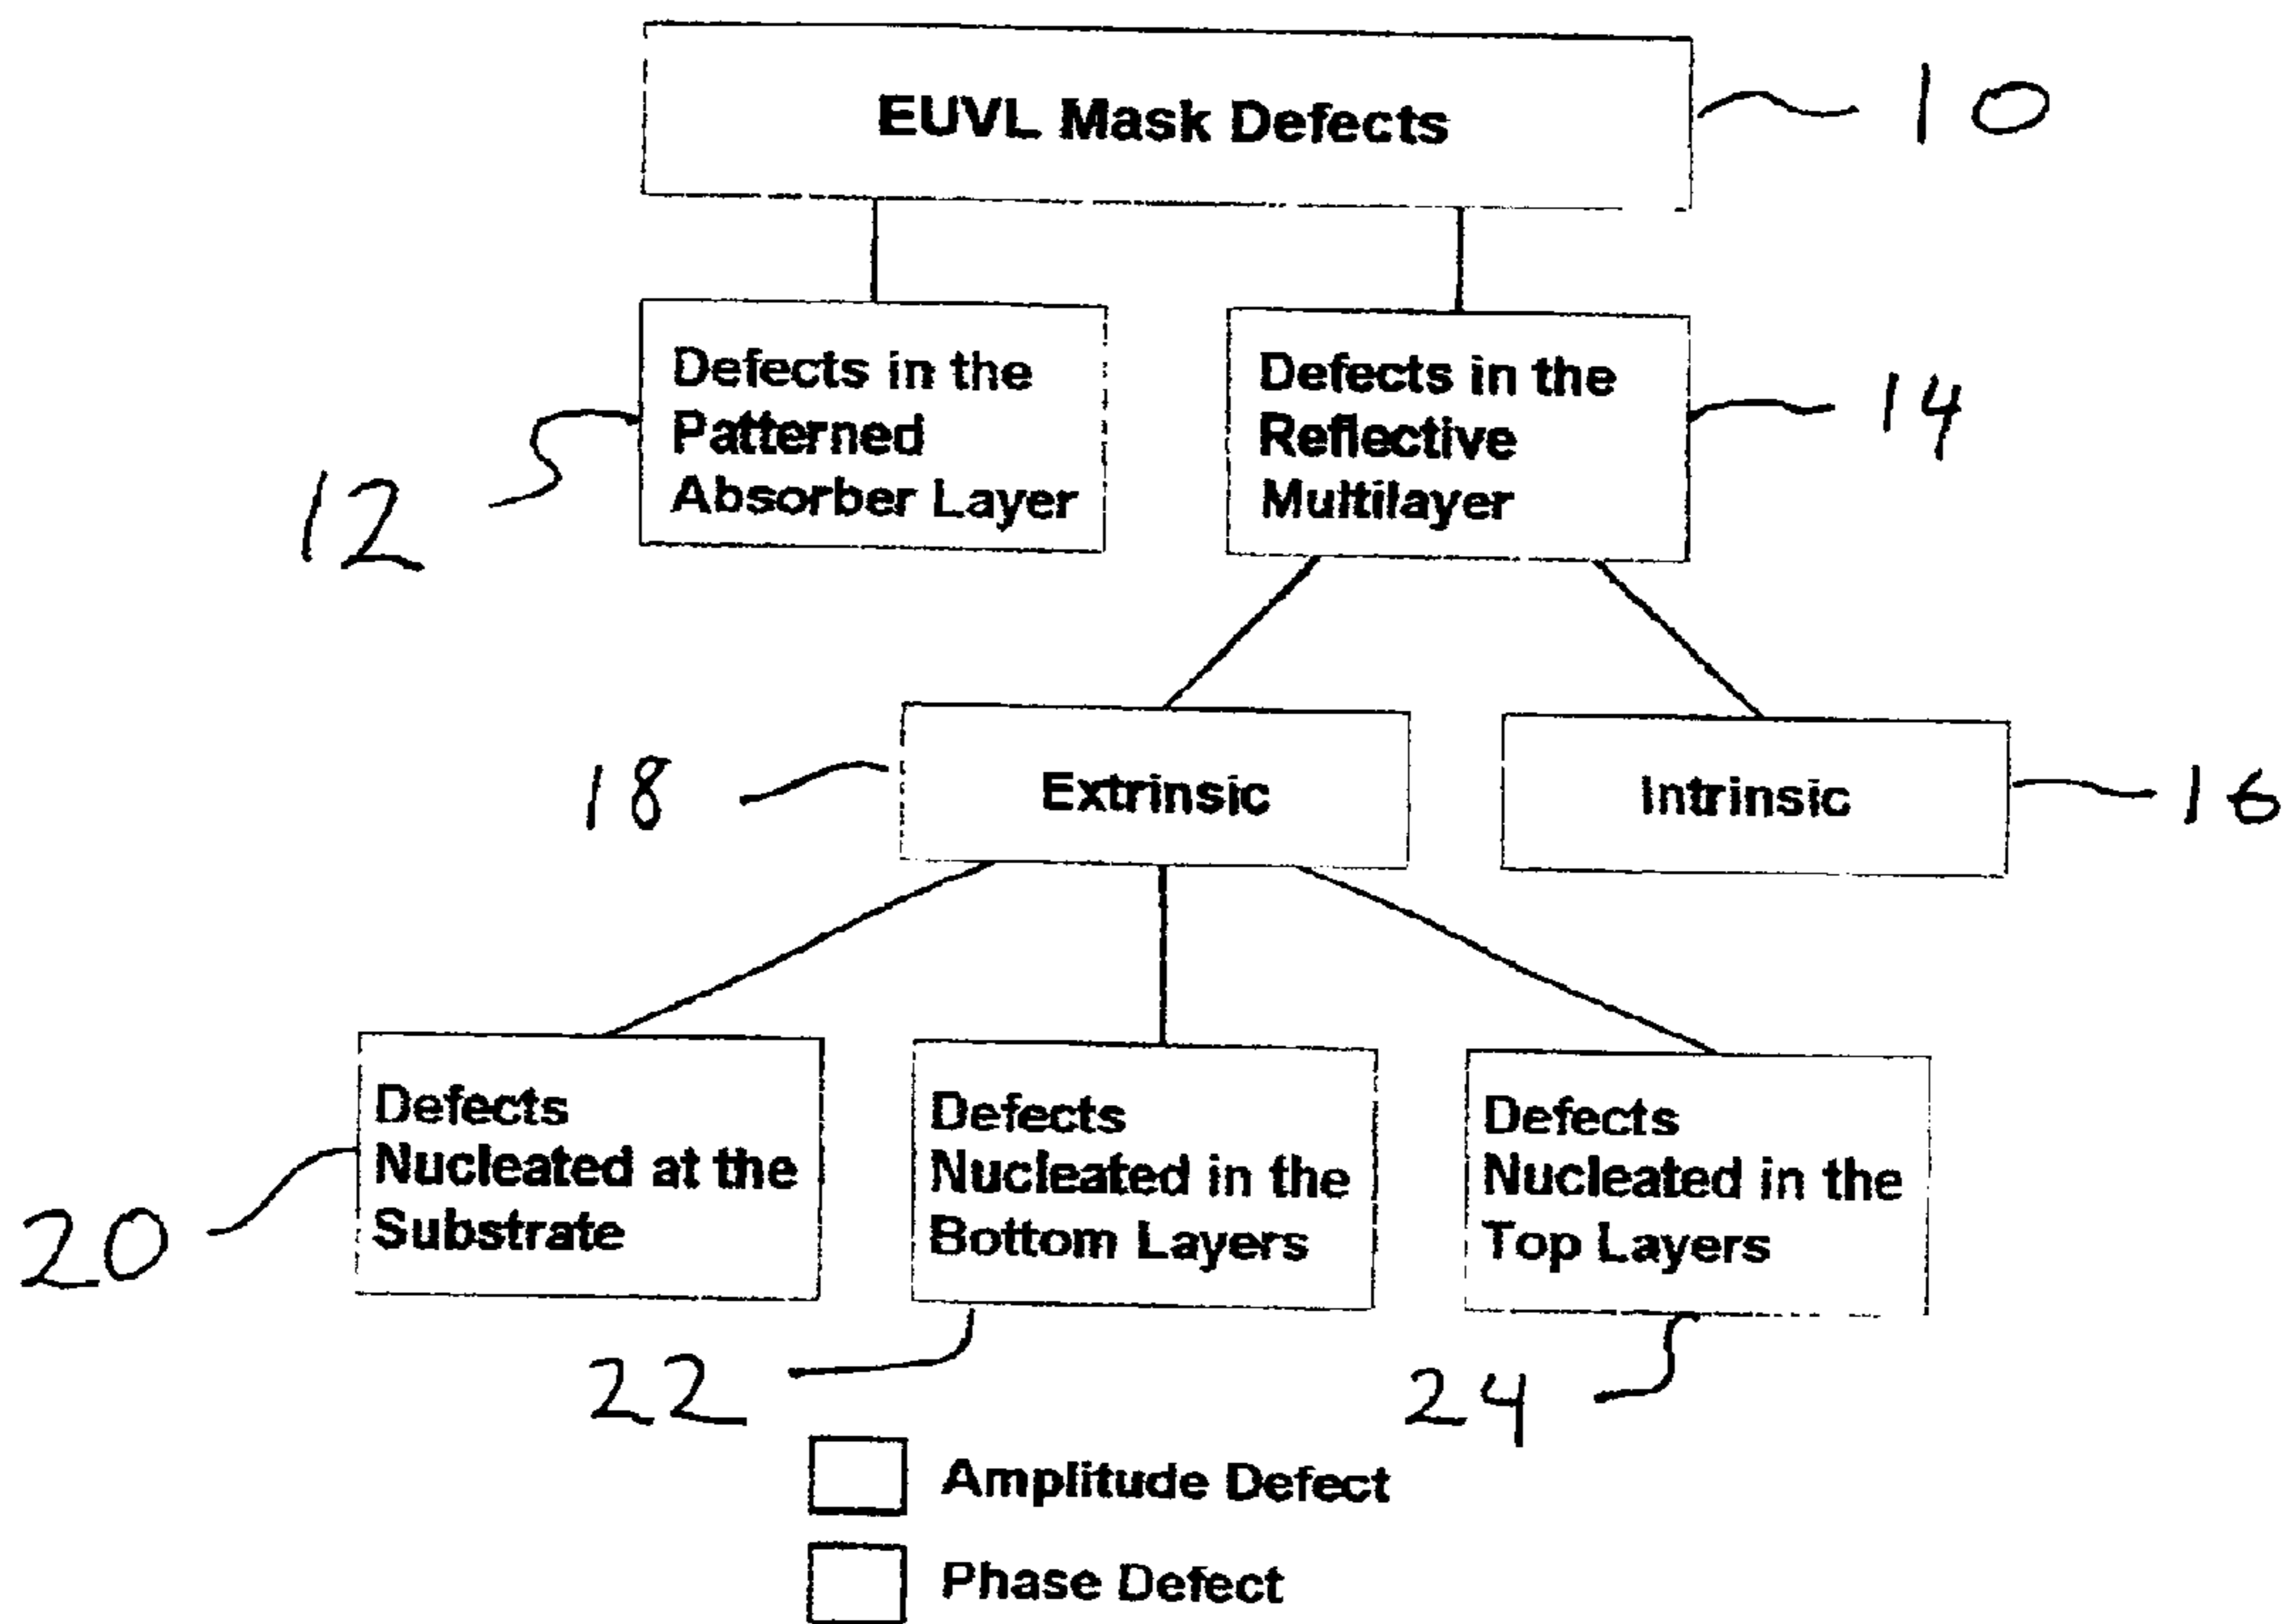 EUVL Mask Defects
10
Defects in the
Patterned
Absorber Layer
12
Defects in the
Reflective
Multilayer
14
18
Extrinsic
Intrinsic
16
Defects
Nucleated at the
Substrate
20
Defects
Nucleated in the
Bottom Layers
22
Defects
Nucleated in the
Top Layers
24
Amplitude Defect
Phase Defect